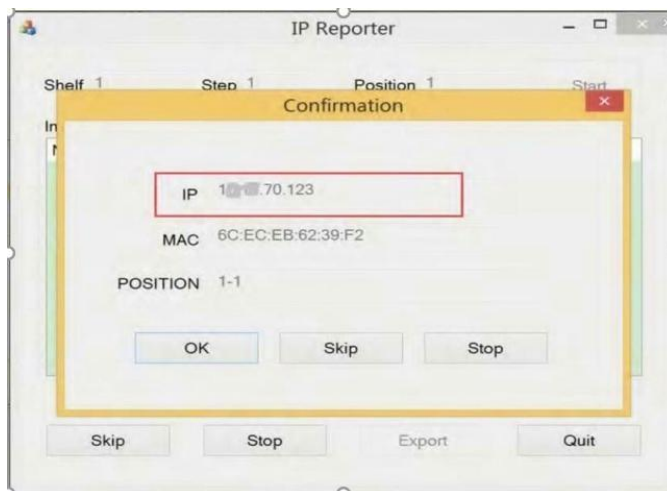 IP Reporter
Shelf 1 Step 1 Position 1 Start
Confirmation
In
IP .70.123
MAC 6C:EC:EB:62:39:F2
POSITION 1-1
OK Skip Stop
Skip Stop Export Quit